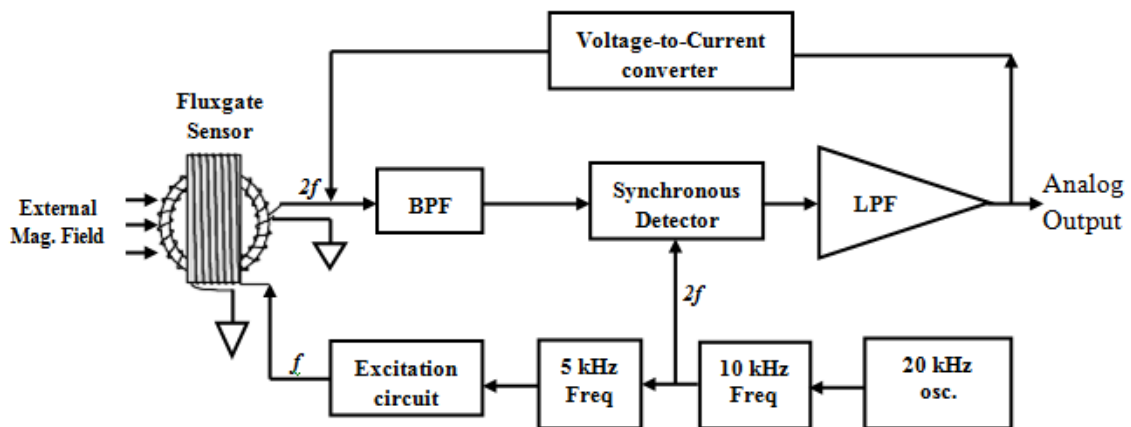 Voltage-to-Current
converter
Fluxgate
Sensor
External
Mag. Field
2f
BPF
Synchronous
Detector
LPF
Analog
Output
2f
f
Excitation
circuit
5 kHz
Freq
10 kHz
Freq
20 kHz
osc.